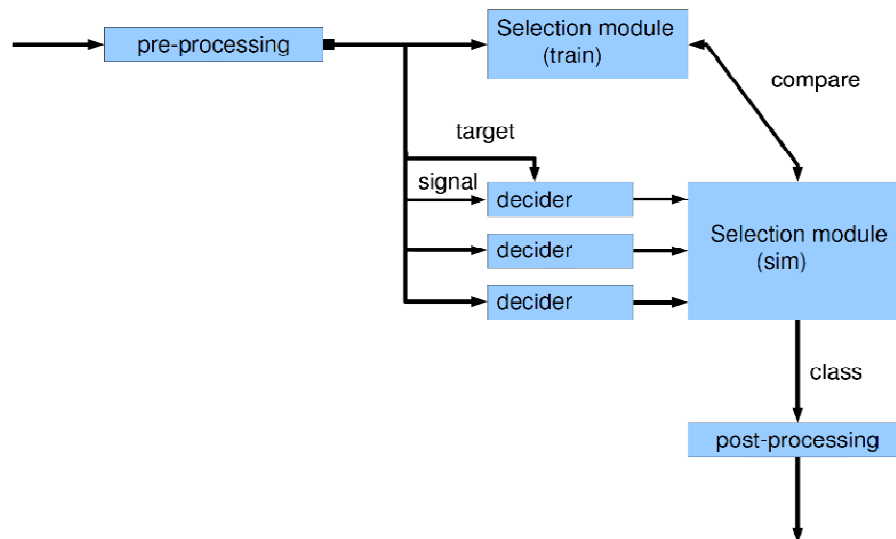 pre-processing
Selection module
(train)
compare
target
signal
decider
decider
decider
Selection module
(sim)
class
post-processing